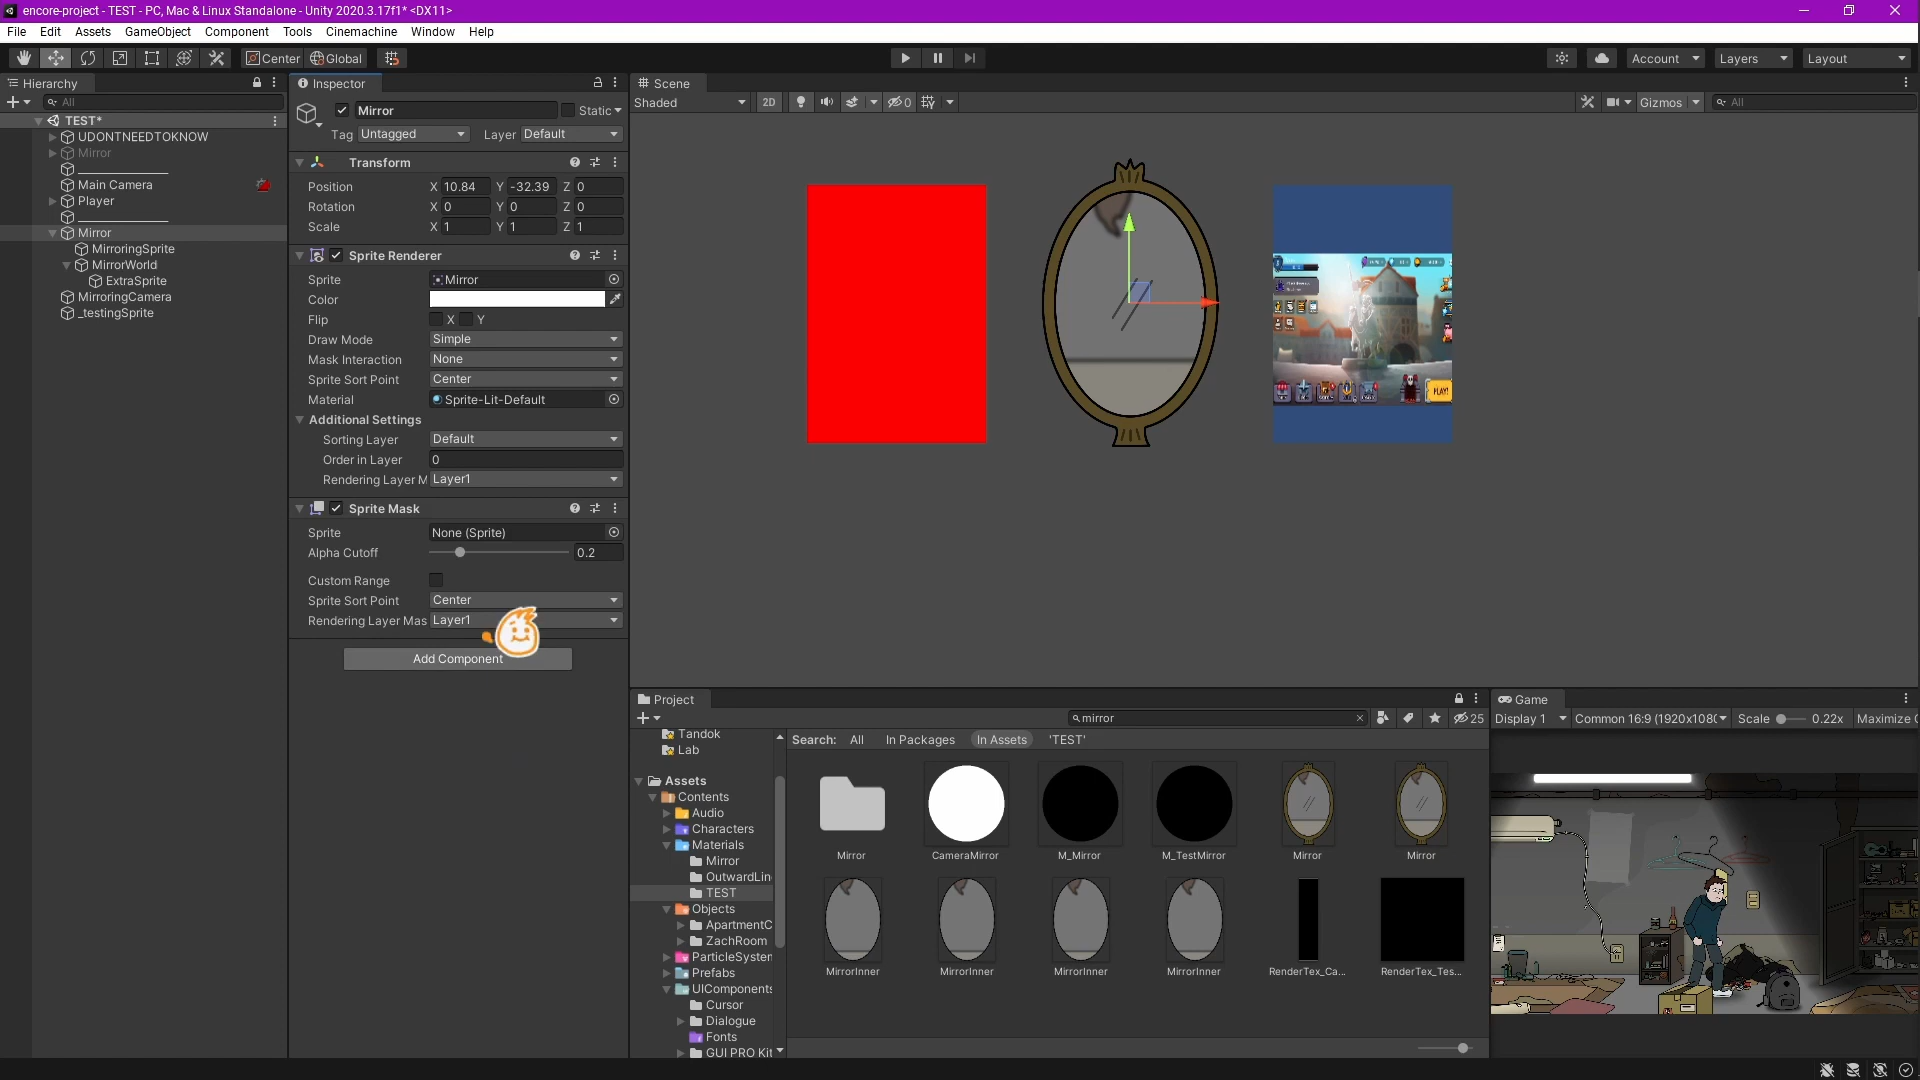 encore-project - TEST - PC, Mac & Linux Standalone - Unity 2020.3.17f1* <DX11>
File Edit Assets GameObject Component Tools Cinemachine Window Help
Center Global
Account Layers Layout
Hierarchy
All
TEST*
UDONTNEEDTOKNOW
Mirror
_______________
Main Camera
Player
_______________
Mirror
MirroringSprite
MirrorWorld
ExtraSprite
MirroringCamera
_testingSprite
Inspector
Mirror
Static
Tag Untagged Layer Default
Transform
Position X 10.84 Y -32.39 Z 0
Rotation X 0 Y 0 Z 0
Scale X 1 Y 1 Z 1
Sprite Renderer
Sprite Mirror
Color
Flip X Y
Draw Mode Simple
Mask Interaction None
Sprite Sort Point Center
Material Sprite-Lit-Default
Additional Settings
Sorting Layer Default
Order in Layer 0
Rendering Layer M Layer1
Sprite Mask
Sprite None (Sprite)
Alpha Cutoff 0.2
Custom Range
Sprite Sort Point Center
Rendering Layer Mas Layer1
Add Component
Scene
Shaded 2D 0 Gizmos All
PLAY!
Project
mirror
25
Tandok
Lab
Assets
Contents
Audio
Characters
Materials
Mirror
OutwardLin
TEST
Objects
ApartmentC
ZachRoom
ParticleSystem
Prefabs
UIComponents
Cursor
Dialogue
Fonts
GUI PRO Kit
Search: All In Packages In Assets 'TEST'
Mirror CameraMirror M_Mirror M_TestMirror Mirror Mirror
MirrorInner MirrorInner MirrorInner MirrorInner RenderTex_Ca... RenderTex_Tes...
Game
Display 1 Common 16:9 (1920x108( Scale 0.22x Maximize C